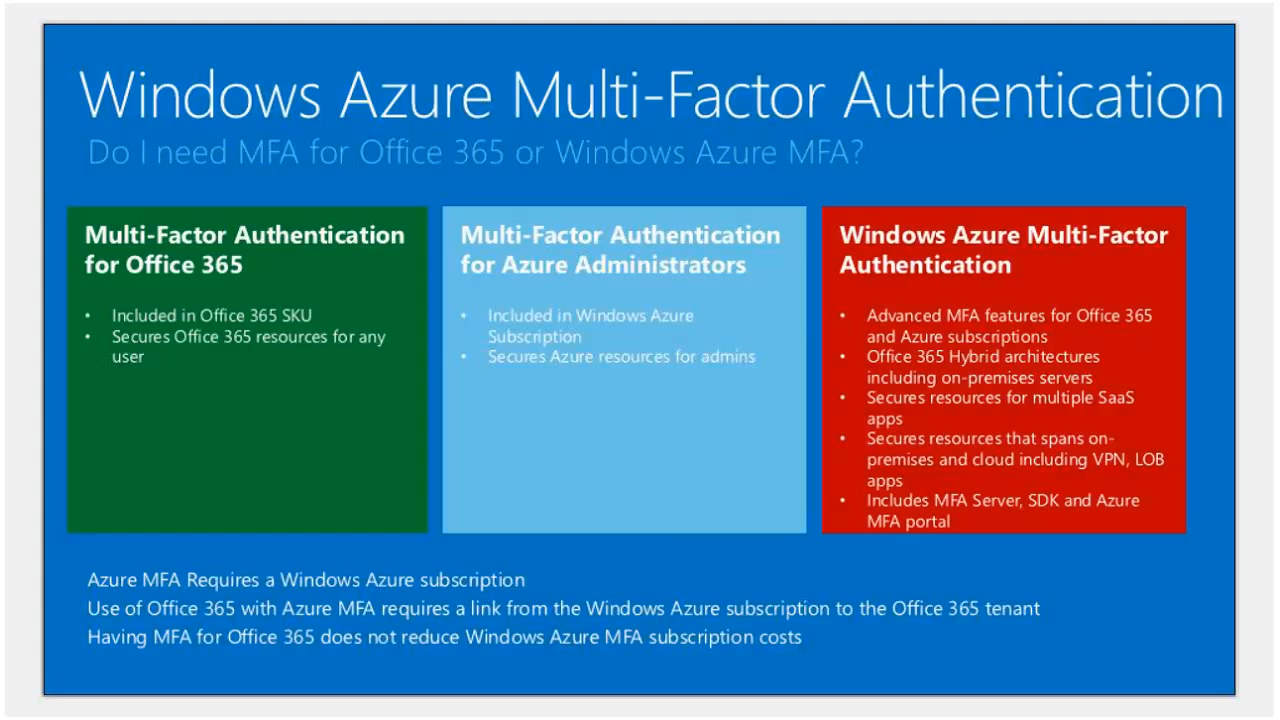 Windows Azure Multi-Factor Authentication
Do I need MFA for Office 365 or Windows Azure MFA?
Multi-Factor Authentication
for Office 365
• Included in Office 365 SKU
• Secures Office 365 resources for any
user
Multi-Factor Authentication
for Azure Administrators
• Included in Windows Azure
Subscription
• Secures Azure resources for admins
Windows Azure Multi-Factor
Authentication
• Advanced MFA features for Office 365
and Azure subscriptions
• Office 365 Hybrid architectures
including on-premises servers
• Secures resources for multiple SaaS
apps
• Secures resources that spans on-
premises and cloud including VPN, LOB
apps
• Includes MFA Server, SDK and Azure
MFA portal
Azure MFA Requires a Windows Azure subscription
Use of Office 365 with Azure MFA requires a link from the Windows Azure subscription to the Office 365 tenant
Having MFA for Office 365 does not reduce Windows Azure MFA subscription costs